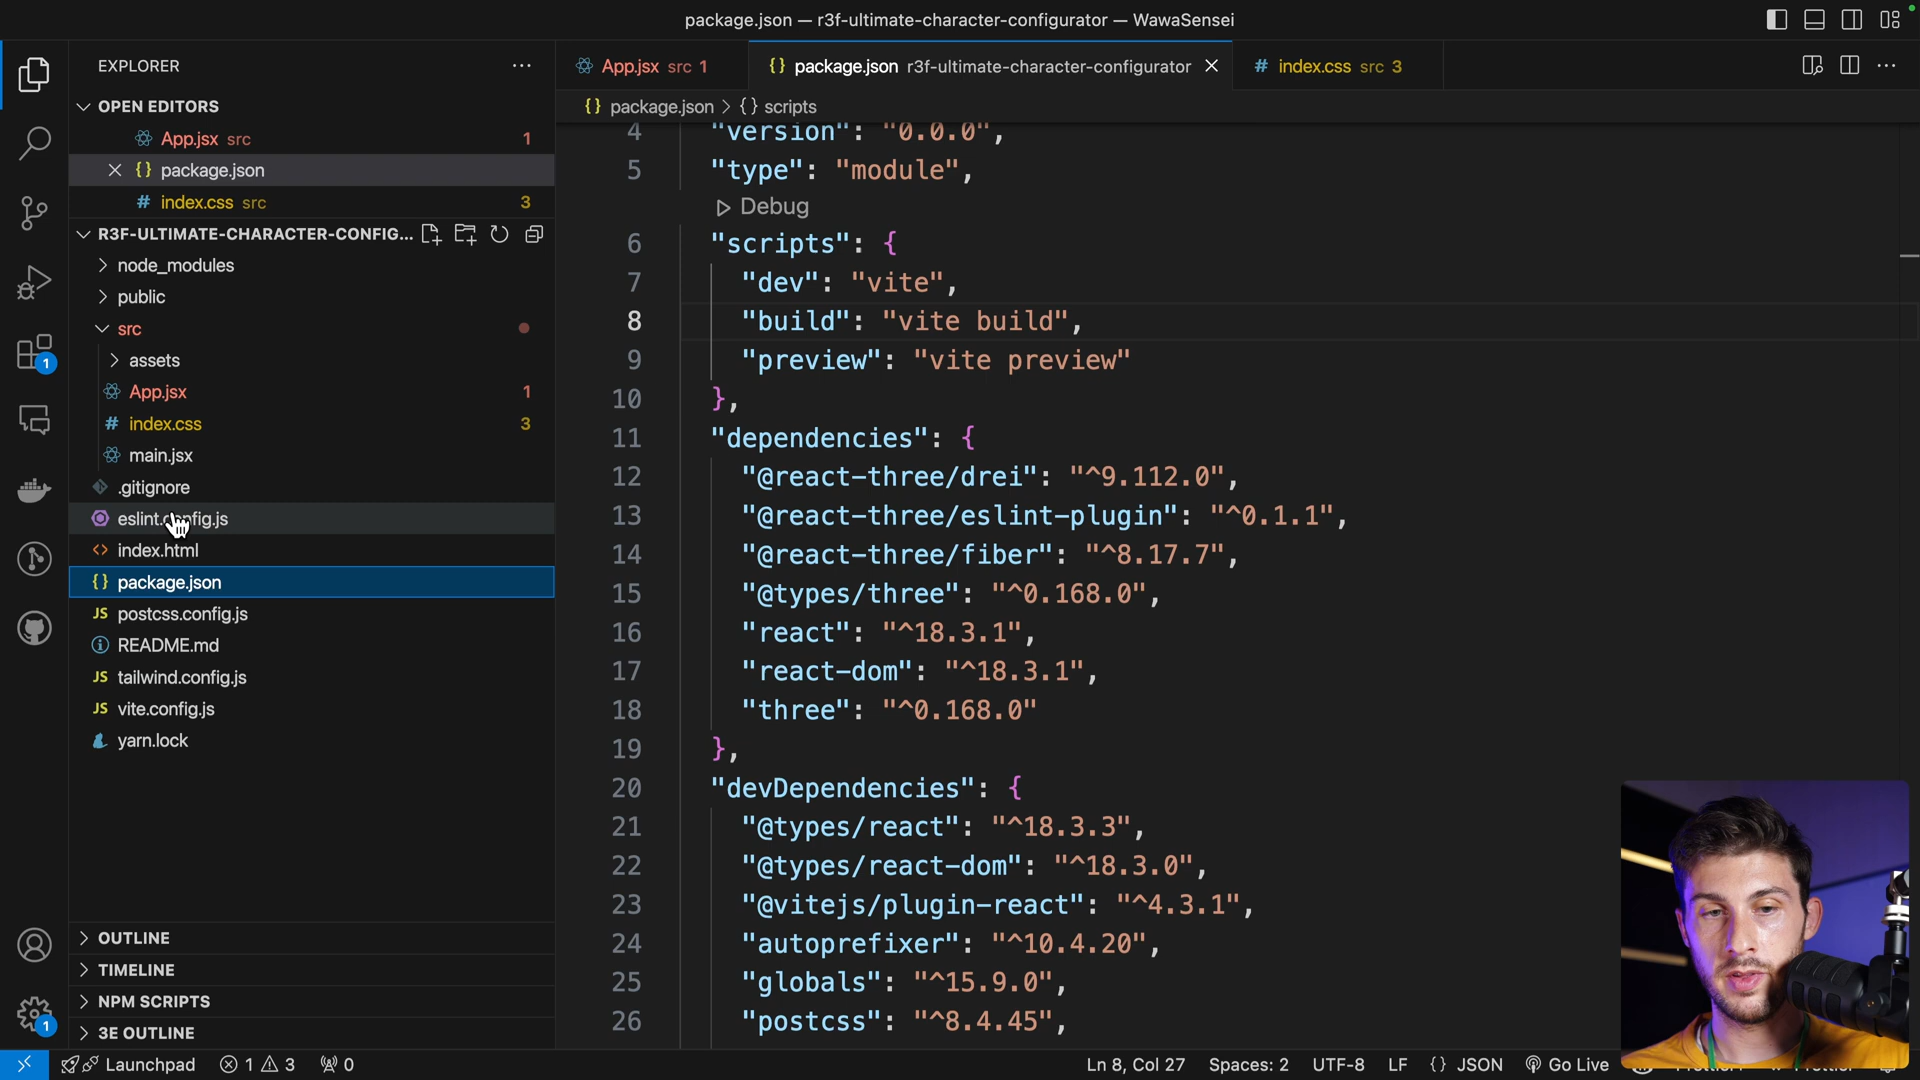 package.json — r3f-ultimate-character-configurator — WawaSensei
EXPLORER
OPEN EDITORS
App.jsx src 1
package.json
index.css src 3
R3F-ULTIMATE-CHARACTER-CONFIG...
node_modules
public
src
assets
App.jsx 1
index.css 3
main.jsx
.gitignore
eslint.config.js
index.html
package.json
postcss.config.js
README.md
tailwind.config.js
vite.config.js
yarn.lock
OUTLINE
TIMELINE
NPM SCRIPTS
3E OUTLINE
1
1
App.jsx src 1
package.json r3f-ultimate-character-configurator
index.css src 3
package.json > {} scripts
4 "version": "0.0.0",
5 "type": "module",
Debug
6 "scripts": {
7 "dev": "vite",
8 "build": "vite build",
9 "preview": "vite preview"
10 },
11 "dependencies": {
12 "@react-three/drei": "^9.112.0",
13 "@react-three/eslint-plugin": "^0.1.1",
14 "@react-three/fiber": "^8.17.7",
15 "@types/three": "^0.168.0",
16 "react": "^18.3.1",
17 "react-dom": "^18.3.1",
18 "three": "^0.168.0"
19 },
20 "devDependencies": {
21 "@types/react": "^18.3.3",
22 "@types/react-dom": "^18.3.0",
23 "@vitejs/plugin-react": "^4.3.1",
24 "autoprefixer": "^10.4.20",
25 "globals": "^15.9.0",
26 "postcss": "^8.4.45",
Launchpad 1 3 0
Ln 8, Col 27 Spaces: 2 UTF-8 LF {} JSON Go Live